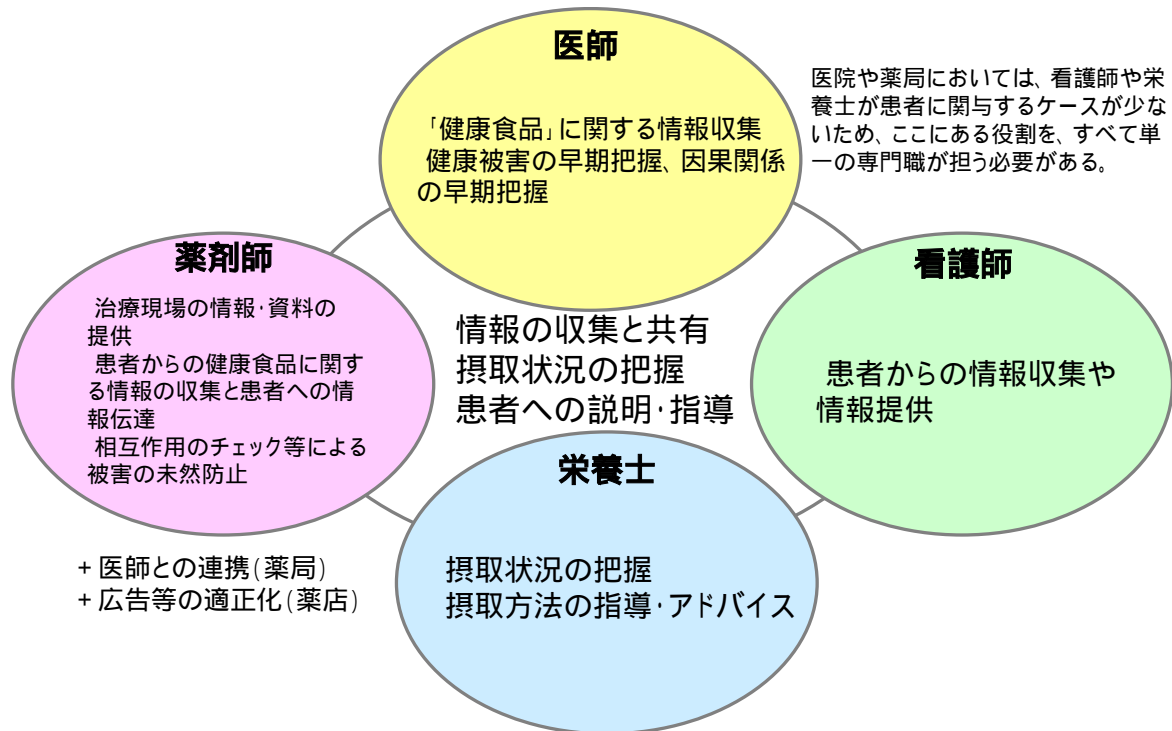 医師
「健康食品」に関する情報収集
健康被害の早期把握、因果関係
の早期把握
医院や薬局においては、看護師や栄
養士が患者に関与するケースが少な
いため、ここにある役割を、すべて単
一の専門職が担う必要がある。
薬剤師
治療現場の情報・資料の
提供
患者からの健康食品に関す
る情報の収集と患者への情
報伝達
相互作用のチェック等による
被害の未然防止
情報の収集と共有
摂取状況の把握
患者への説明・指導
看護師
患者からの情報収集や
情報提供
栄養士
摂取状況の把握
摂取方法の指導・アドバイス
+ 医師との連携(薬局)
+ 広告等の適正化(薬店)